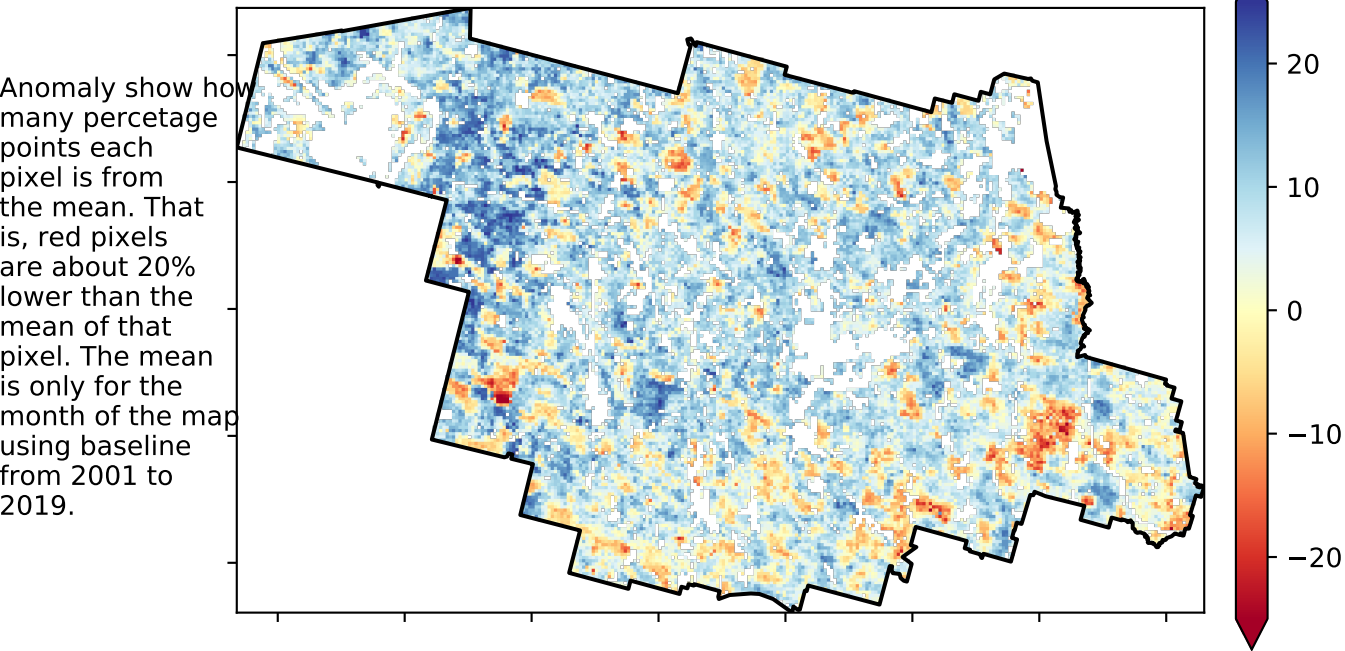 Anomaly show how
many percetage
points each
pixel is from
the mean. That
is, red pixels
are about 20%
lower than the
mean of that
pixel. The mean
is only for the
month of the map
using baseline
from 2001 to
2019.
20
10
0
−10
−20